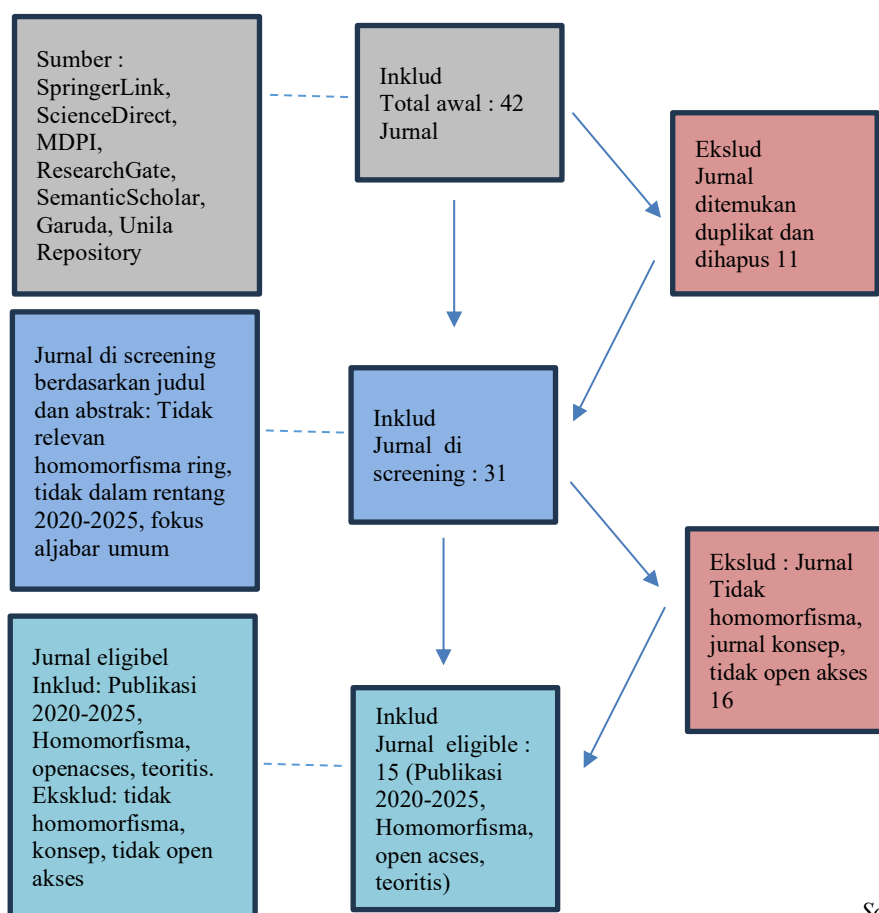 Sumber :
SpringerLink,
ScienceDirect,
MDPI,
ResearchGate,
SemanticScholar,
Garuda, Unila
Repository
Inklud
Total awal : 42
Jurnal
Ekslud
Jurnal
ditemukan
duplikat dan
dihapus 11
Jurnal di screening
berdasarkan judul
dan abstrak: Tidak
relevan
homomorfisma ring,
tidak dalam rentang
2020-2025, fokus
aljabar umum
Inklud
Jurnal di
screening : 31
Ekslud : Jurnal
Tidak
homomorfisma,
jurnal konsep,
tidak open akses
16
Jurnal eligibel
Inklud: Publikasi
2020-2025,
Homomorfisma,
openacses, teoritis.
Eksklud: tidak
homomorfisma,
konsep, tidak open
akses
Inklud
Jurnal eligible :
15 (Publikasi
2020-2025,
Homomorfisma,
open acses,
teoritis)